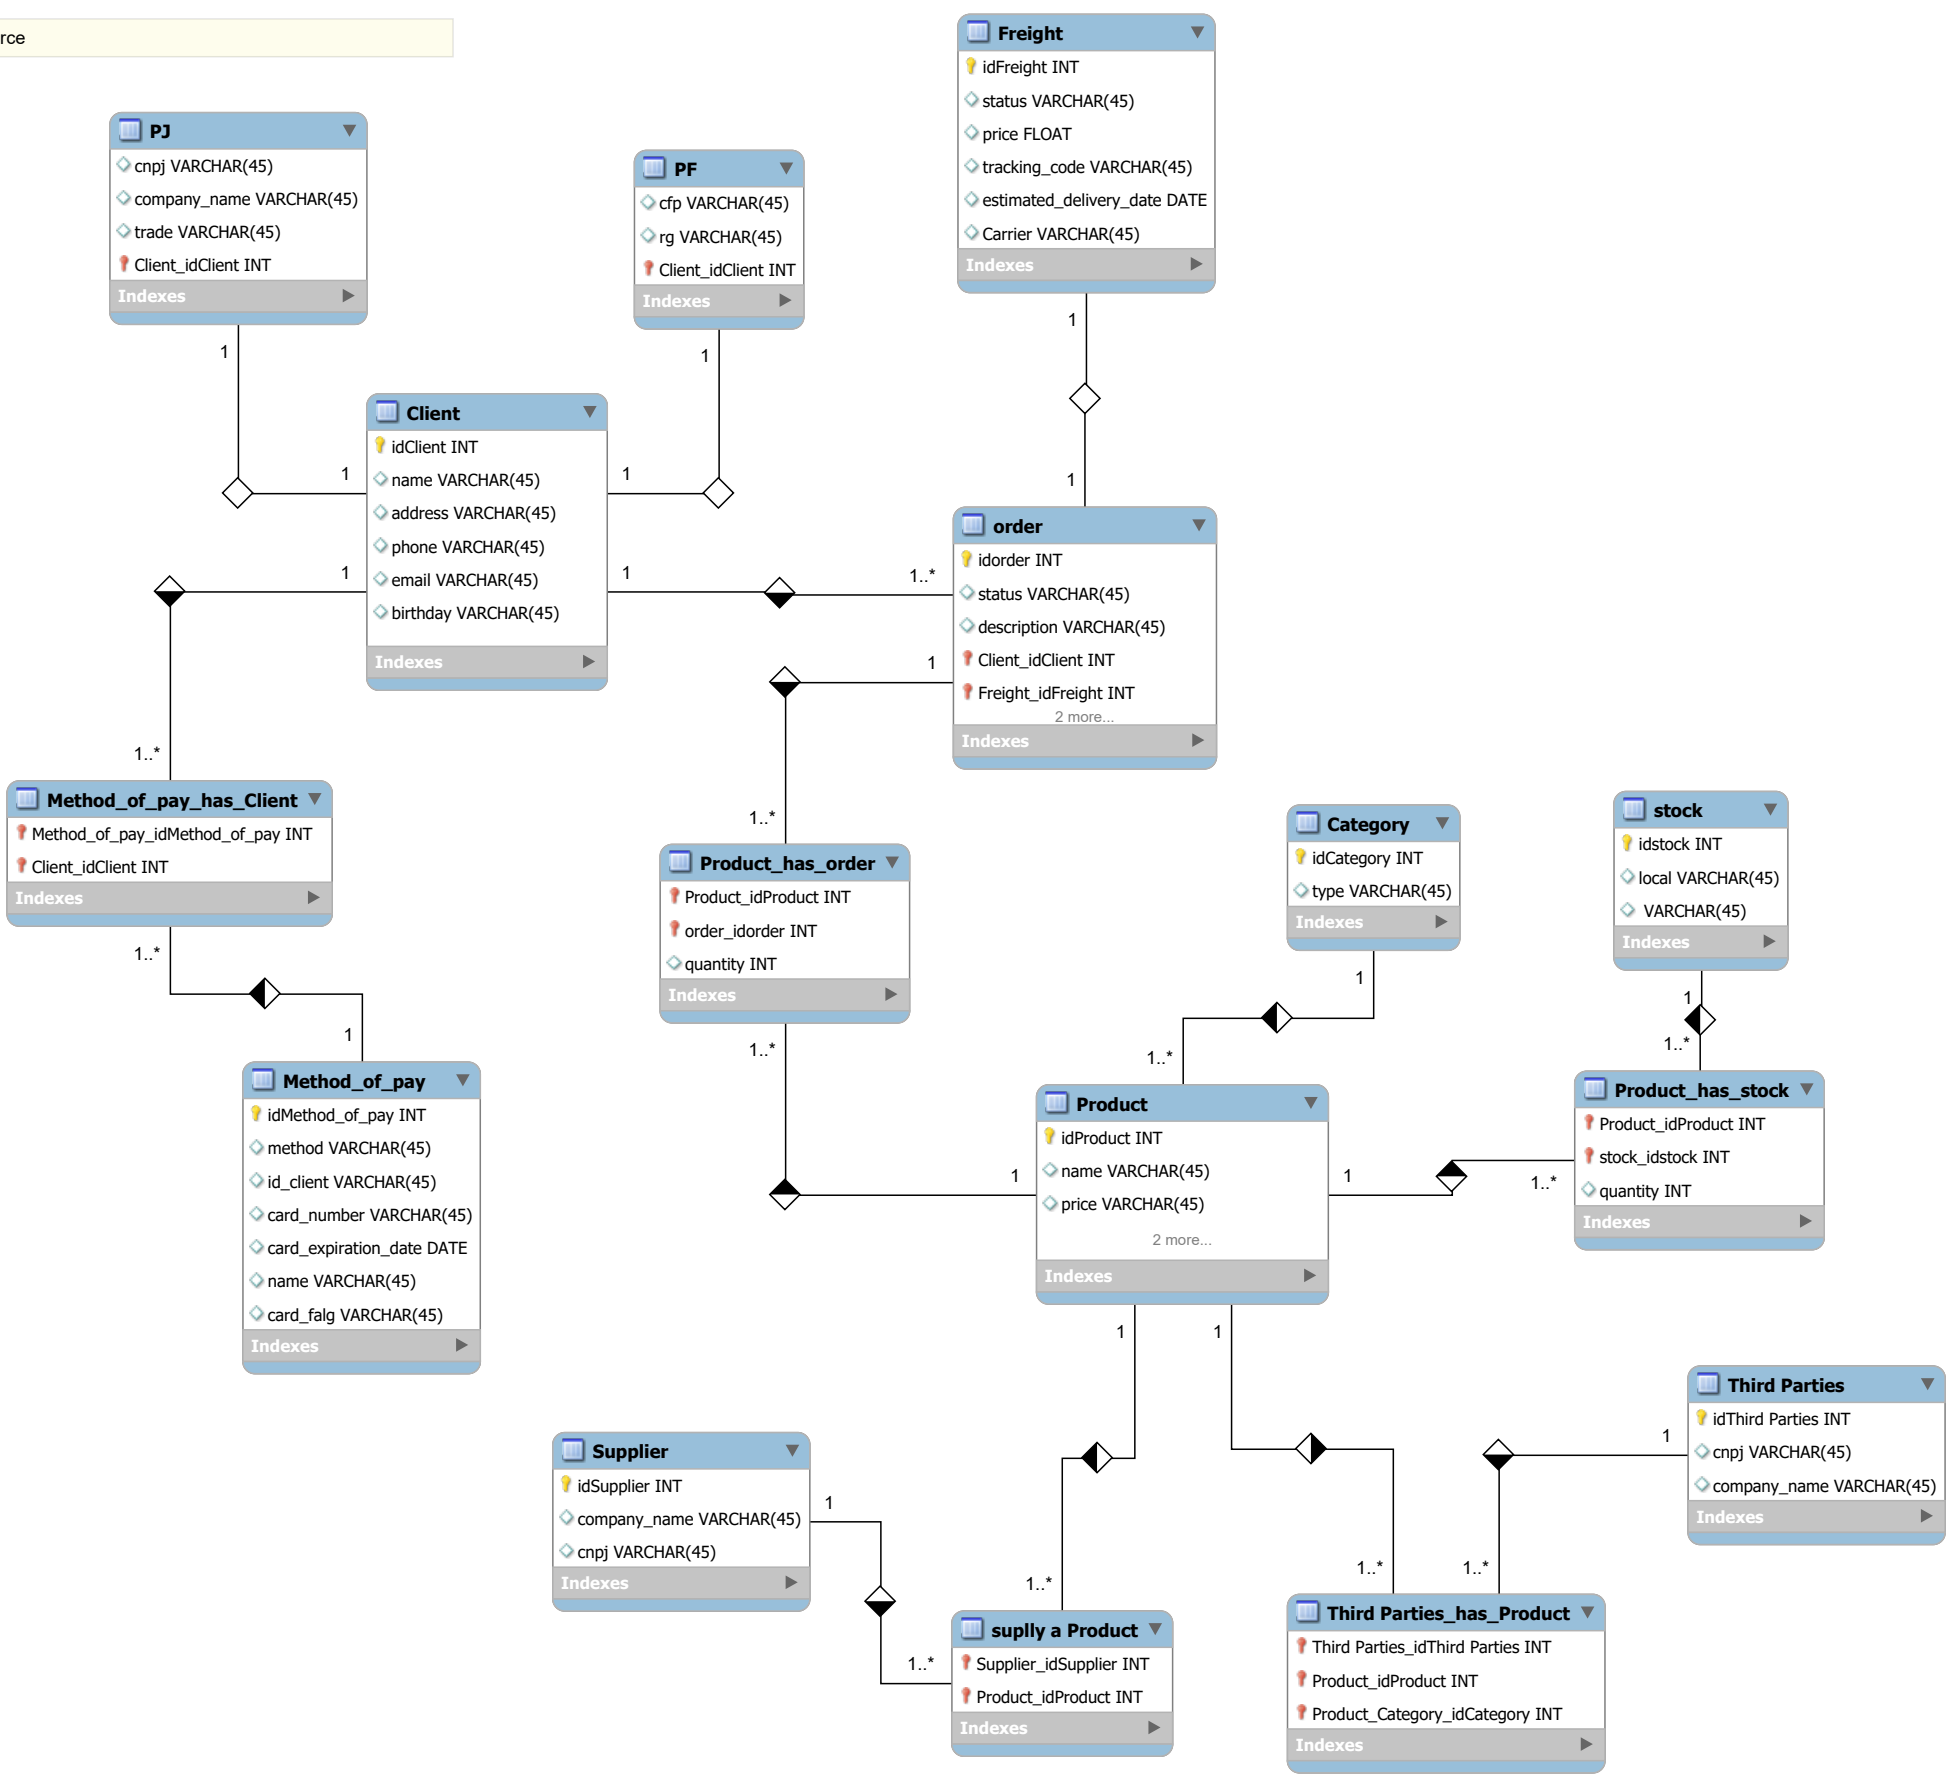 rce
PJ
cnpj VARCHAR(45)
company_name VARCHAR(45)
trade VARCHAR(45)
Client_idClient INT
Indexes
PF
cfp VARCHAR(45)
rg VARCHAR(45)
Client_idClient INT
Indexes
Freight
idFreight INT
status VARCHAR(45)
price FLOAT
tracking_code VARCHAR(45)
estimated_delivery_date DATE
Carrier VARCHAR(45)
Indexes
1
1
1
Client
idClient INT
name VARCHAR(45)
address VARCHAR(45)
phone VARCHAR(45)
email VARCHAR(45)
birthday VARCHAR(45)
Indexes
1
1
1
1
1
1..*
order
idorder INT
status VARCHAR(45)
description VARCHAR(45)
Client_idClient INT
Freight_idFreight INT
2 more...
Indexes
1
1..*
1..*
Method_of_pay_has_Client
Method_of_pay_idMethod_of_pay INT
Client_idClient INT
Indexes
1..*
1
Product_has_order
Product_idProduct INT
order_idorder INT
quantity INT
Indexes
1..*
Category
idCategory INT
type VARCHAR(45)
Indexes
1
1..*
stock
idstock INT
local VARCHAR(45)
VARCHAR(45)
Indexes
1
1..*
Method_of_pay
idMethod_of_pay INT
method VARCHAR(45)
id_client VARCHAR(45)
card_number VARCHAR(45)
card_expiration_date DATE
name VARCHAR(45)
card_falg VARCHAR(45)
Indexes
Product
idProduct INT
name VARCHAR(45)
price VARCHAR(45)
2 more...
Indexes
1
1
1..*
Product_has_stock
Product_idProduct INT
stock_idstock INT
quantity INT
Indexes
1
1
Supplier
idSupplier INT
company_name VARCHAR(45)
cnpj VARCHAR(45)
Indexes
1
1..*
1..*
suplly a Product
Supplier_idSupplier INT
Product_idProduct INT
Indexes
Third Parties
idThird Parties INT
cnpj VARCHAR(45)
company_name VARCHAR(45)
Indexes
1
1..*
1..*
Third Parties_has_Product
Third Parties_idThird Parties INT
Product_idProduct INT
Product_Category_idCategory INT
Indexes